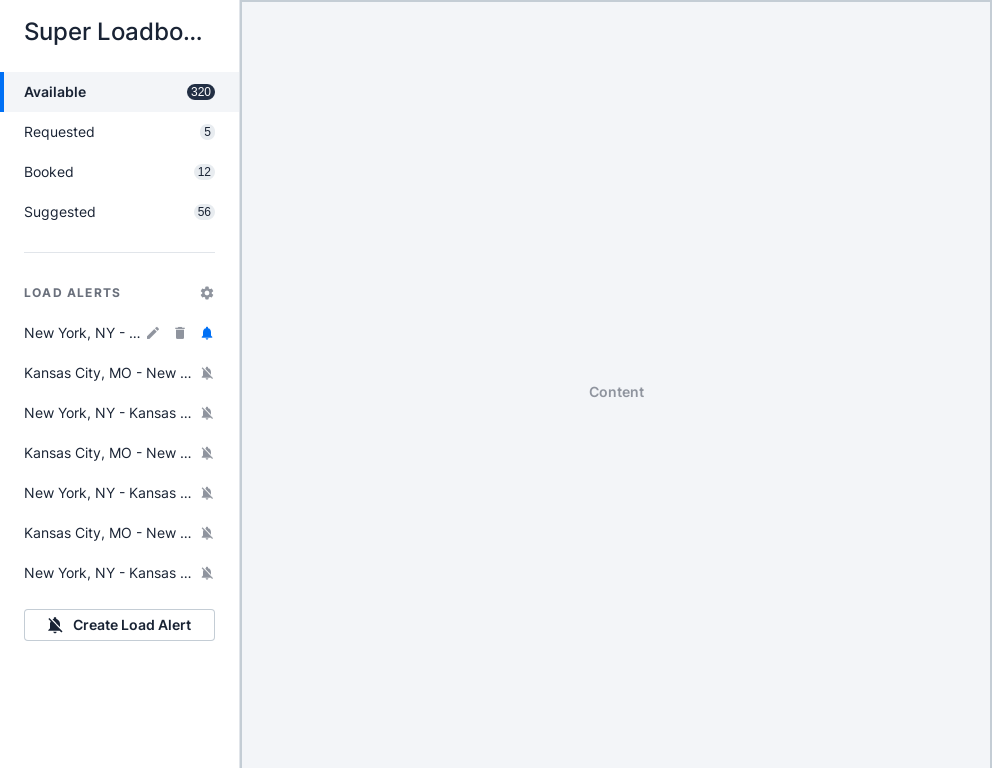 Super Loadbo...
Available 320
Requested 5
Booked 12
Suggested 56
LOAD ALERTS
New York, NY - ...
Kansas City, MO - New ...
New York, NY - Kansas ...
Kansas City, MO - New ...
New York, NY - Kansas ...
Kansas City, MO - New ...
New York, NY - Kansas ...
Create Load Alert
Content